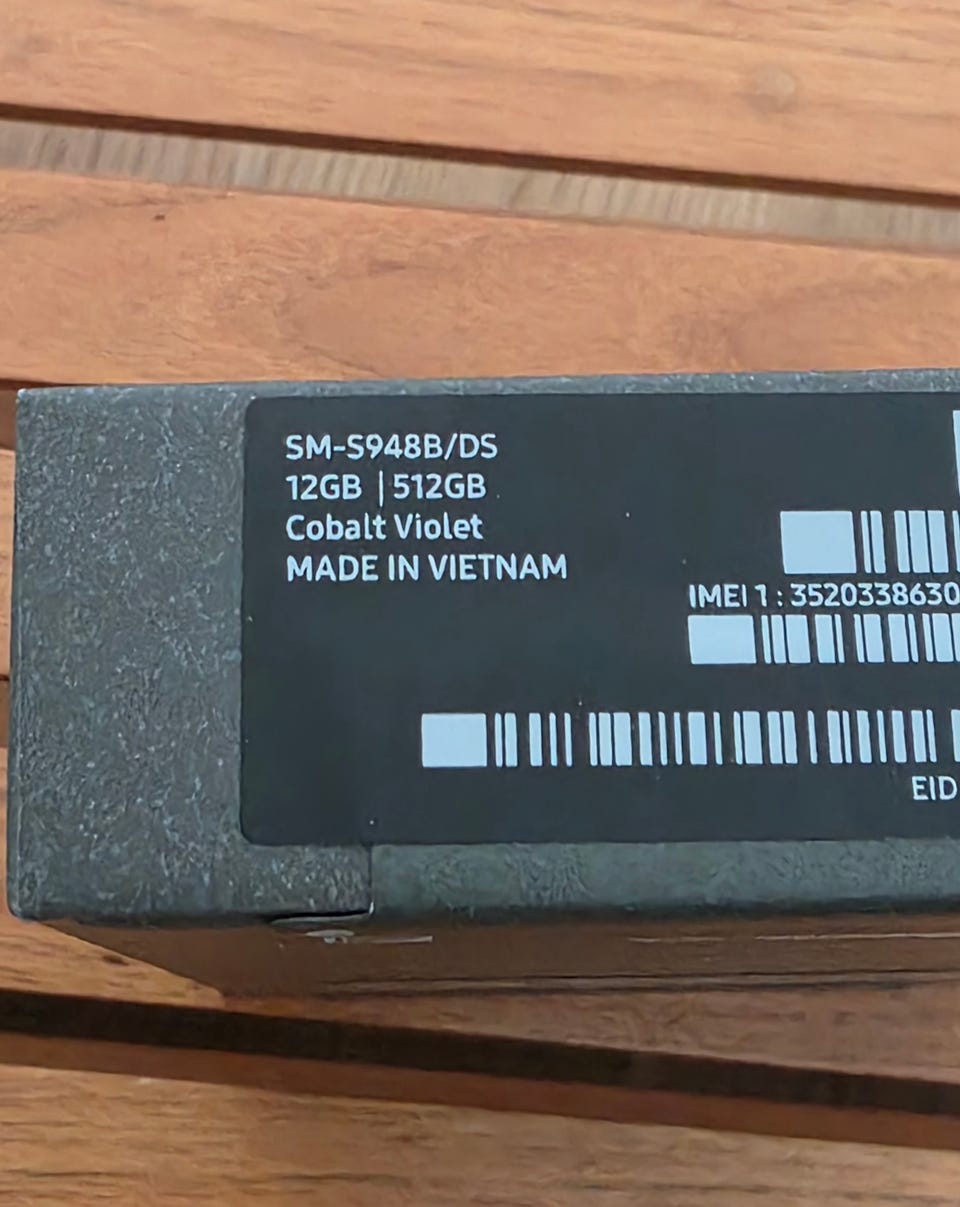 SM-S948B/DS
12GB | 512GB
Cobalt Violet
MADE IN VIETNAM
IMEI 1 : 3520338630
EID